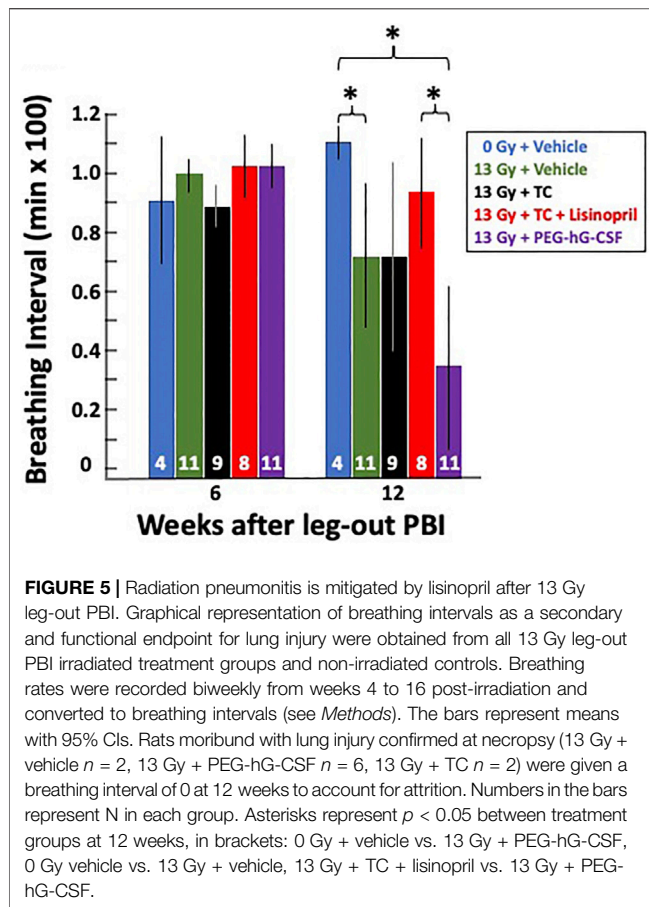 *
*
*
1.2
1.0
0.8
0.6
0.4
0.2
0
Breathing Interval (min x 100)
0 Gy + Vehicle
13 Gy + Vehicle
13 Gy + TC
13 Gy + TC + Lisinopril
13 Gy + PEG-hG-CSF
4 11 9 8 11 4 11 9 8 11
6 12
Weeks after leg-out PBI
FIGURE 5 | Radiation pneumonitis is mitigated by lisinopril after 13 Gy
leg-out PBI. Graphical representation of breathing intervals as a secondary
and functional endpoint for lung injury were obtained from all 13 Gy leg-out
PBI irradiated treatment groups and non-irradiated controls. Breathing
rates were recorded biweekly from weeks 4 to 16 post-irradiation and
converted to breathing intervals (see Methods). The bars represent means
with 95% CIs. Rats moribund with lung injury confirmed at necropsy (13 Gy +
vehicle n = 2, 13 Gy + PEG-hG-CSF n = 6, 13 Gy + TC n = 2) were given a
breathing interval of 0 at 12 weeks to account for attrition. Numbers in the bars
represent N in each group. Asterisks represent p < 0.05 between treatment
groups at 12 weeks, in brackets: 0 Gy + vehicle vs. 13 Gy + PEG-hG-CSF,
0 Gy vehicle vs. 13 Gy + vehicle, 13 Gy + TC + lisinopril vs. 13 Gy + PEG-
hG-CSF.